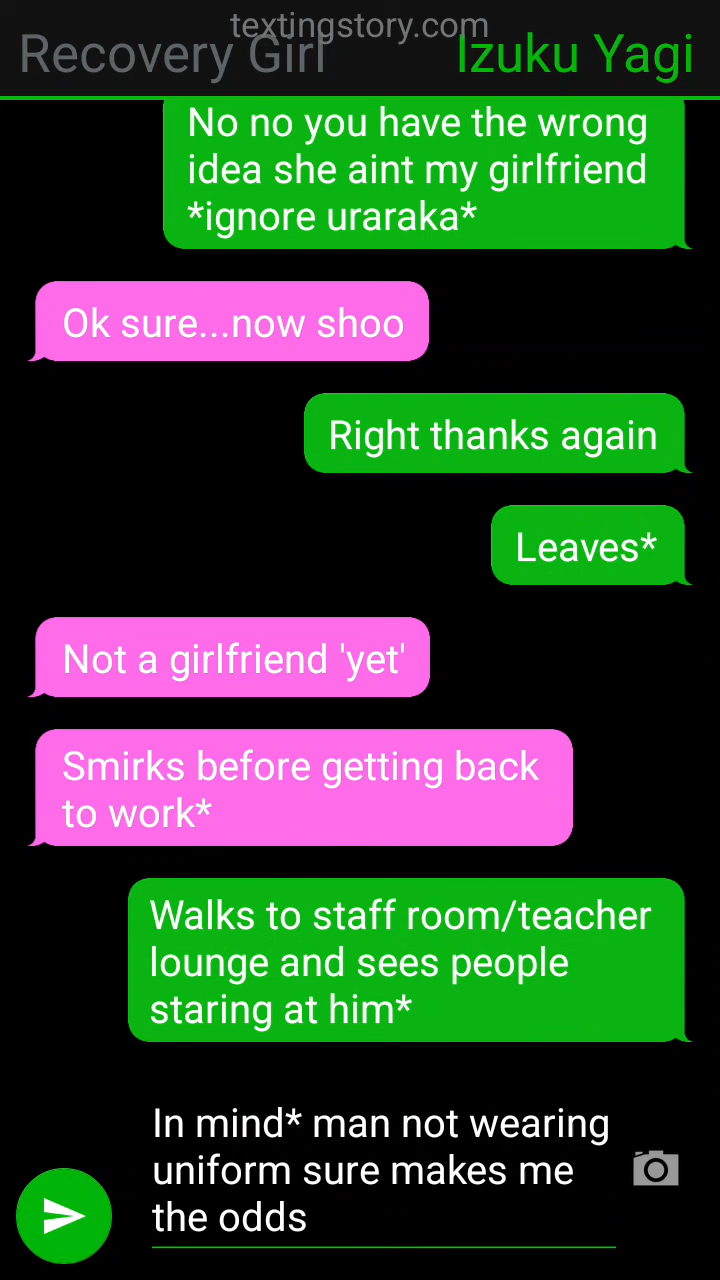 textingstory.com
Recovery Girl
Izuku Yagi
No no you have the wrong
idea she aint my girlfriend
*ignore uraraka*
Ok sure...now shoo
Right thanks again
Leaves*
Not a girlfriend 'yet'
Smirks before getting back
to work*
Walks to staff room/teacher
lounge and sees people
staring at him*
In mind* man not wearing
uniform sure makes me
the odds